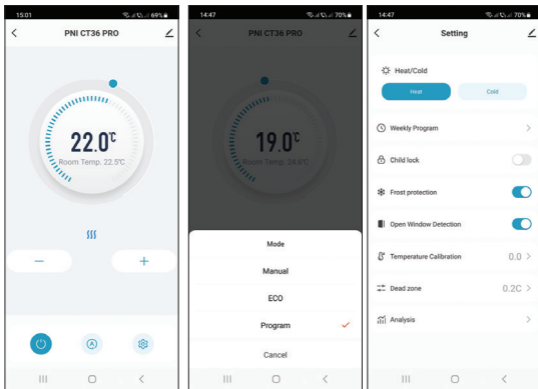 15:01
69%
PNI CT36 PRO
22.0℃
Room Temp. 22.5℃
14:47
70%
PNI CT36 PRO
19.0℃
Room Temp. 24.6℃
Mode
Manual
ECO
Program
Cancel
14:47
70%
Setting
Heat/Cold
Heat
Cold
Weekly Program
Child lock
Frost protection
Open Window Detection
Temperature Calibration 0.0
Dead zone 0.2C
Analysis